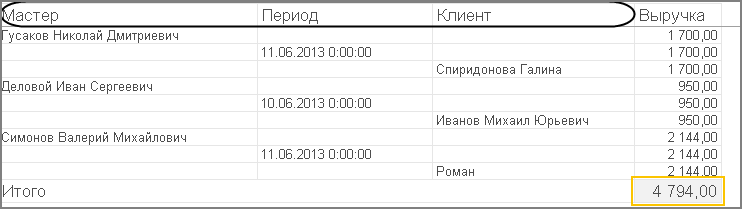 Мастер Период Клиент Выручка
Гусаков Николай Дмитриевич 1 700,00
11.06.2013 0:00:00 1 700,00
Спиридонова Галина 1 700,00
Деловой Иван Сергеевич 950,00
10.06.2013 0:00:00 950,00
Иванов Михаил Юрьевич 950,00
Симонов Валерий Михайлович 2 144,00
11.06.2013 0:00:00 2 144,00
Роман 2 144,00
Итого 4 794,00